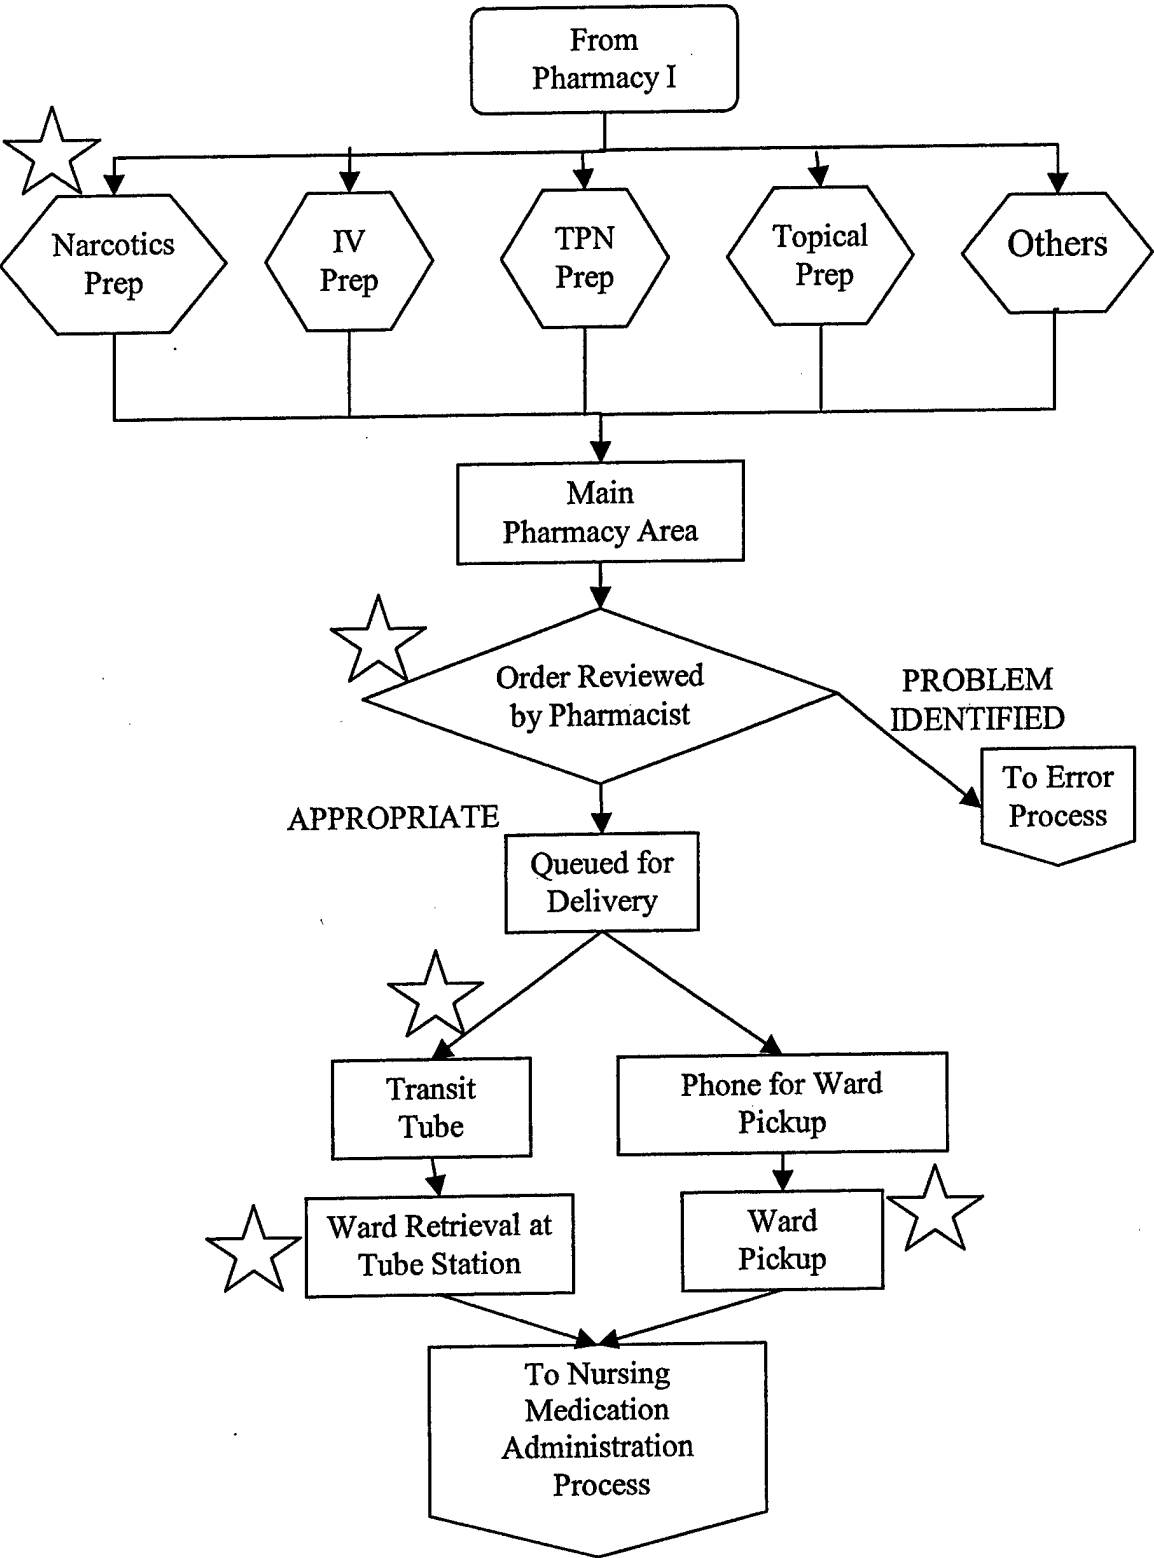 From
Pharmacy I
Narcotics
Prep
IV
Prep
TPN
Prep
Topical
Prep
Others
Main
Pharmacy Area
Order Reviewed
by Pharmacist
PROBLEM
IDENTIFIED
To Error
Process
APPROPRIATE
Queued for
Delivery
Transit
Tube
Phone for Ward
Pickup
Ward Retrieval at
Tube Station
Ward
Pickup
To Nursing
Medication
Administration
Process